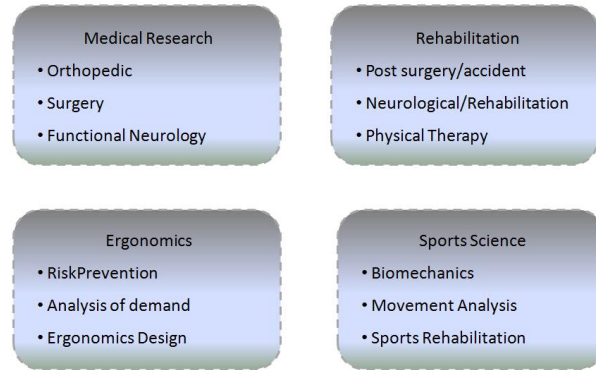 Medical Research
• Orthopedic
• Surgery
• Functional Neurology
Rehabilitation
• Post surgery/accident
• Neurological/Rehabilitation
• Physical Therapy
Ergonomics
• RiskPrevention
• Analysis of demand
• Ergonomics Design
Sports Science
• Biomechanics
• Movement Analysis
• Sports Rehabilitation